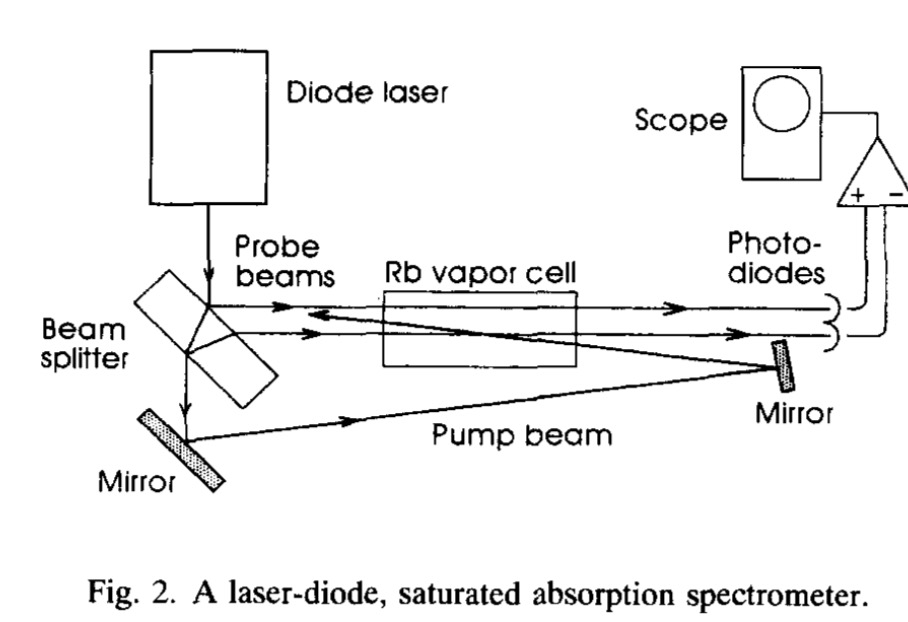 Diode laser
Scope
Probe
beams
Rb vapor cell
Photo-
diodes
+ −
Beam
splitter
Mirror
Pump beam
Mirror
Fig. 2. A laser-diode, saturated absorption spectrometer.